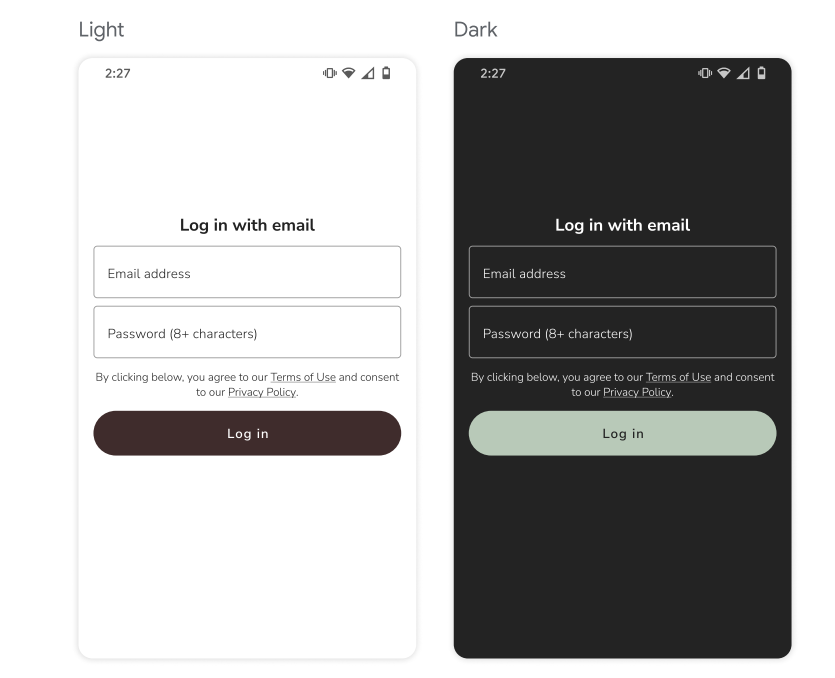 Light
2:27
Log in with email
Email address
Password (8+ characters)
By clicking below, you agree to our Terms of Use and consent
to our Privacy Policy.
Log in
Dark
2:27
Log in with email
Email address
Password (8+ characters)
By clicking below, you agree to our Terms of Use and consent
to our Privacy Policy.
Log in